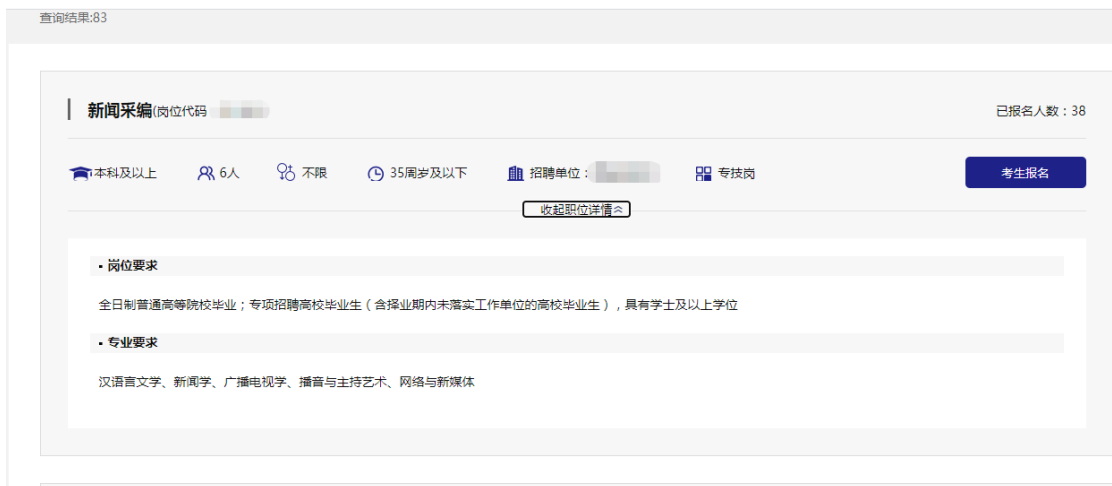 查询结果:83
新闻采编(岗位代码
已报名人数：38
本科及以上 6人 不限 35周岁及以下 招聘单位： 专技岗 考生报名
收起职位详情
▪ 岗位要求
全日制普通高等院校毕业；专项招聘高校毕业生（含择业期内未落实工作单位的高校毕业生），具有学士及以上学位
▪ 专业要求
汉语言文学、新闻学、广播电视学、播音与主持艺术、网络与新媒体